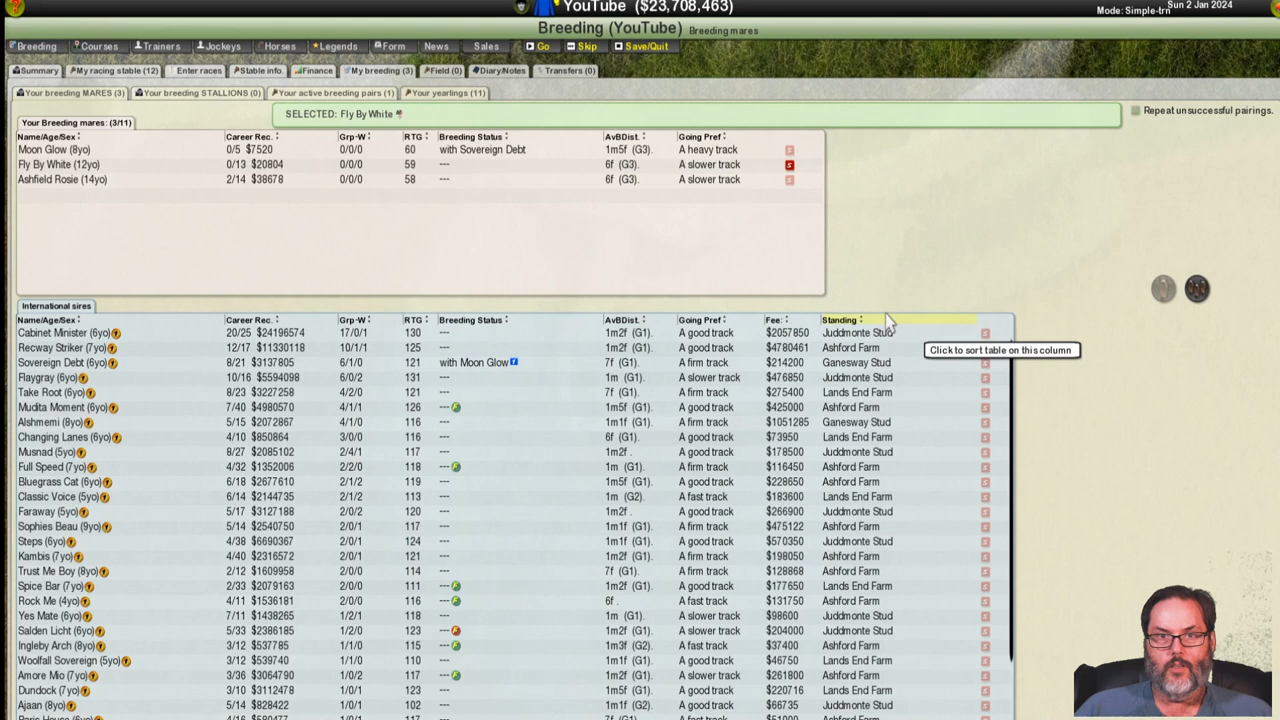 YouTube ($23,708,463)
Mode: Simple-trn Sun 2 Jan 2024
Breeding (YouTube) Breeding mares
Breeding Courses Trainers Jockeys Horses Legends Form News Sales Go Skip Save/Quit
Summary My racing stable (12) Enter races Stable info. Finance My breeding (3) Field (0) Diary/Notes Transfers (0)
Your breeding MARES (3) Your breeding STALLIONS (0) Your active breeding pairs (1) Your yearlings (11)
SELECTED: Fly By White
Repeat unsuccessful pairings.
Your Breeding mares: (3/11)
Name/Age/Sex Career Rec. Grp-W RTG Breeding Status AvBDist. Going Pref
Moon Glow (8yo) 0/5 $7520 0/0/0 60 with Sovereign Debt 1m5f (G3). A heavy track
Fly By White (12yo) 0/13 $20804 0/0/0 59 --- 6f (G3). A slower track
Ashfield Rosie (14yo) 2/14 $38678 0/0/0 58 --- 6f (G3). A slower track
International sires
Name/Age/Sex Career Rec. Grp-W RTG Breeding Status AvBDist. Going Pref Fee: Standing
Cabinet Minister (6yo) 20/25 $24196574 17/0/1 130 --- 1m2f (G1). A good track $2057850 Juddmonte Stud
Recway Striker (7yo) 12/17 $11330118 10/1/1 125 --- 1m2f (G1). A good track $4780461 Ashford Farm
Click to sort table on this column
Sovereign Debt (6yo) 8/21 $3137805 6/1/0 121 with Moon Glow 7f (G1). A firm track $214200 Ganesway Stud
Flaygray (6yo) 10/16 $5594098 6/0/2 131 --- 1m (G1). A slower track $476850 Juddmonte Stud
Take Root (6yo) 8/23 $3227258 4/2/0 121 --- 7f (G1). A firm track $275400 Lands End Farm
Mudita Moment (6yo) 7/40 $4980570 4/1/1 126 --- 1m5f (G1). A good track $425000 Ashford Farm
Alshmemi (8yo) 5/15 $2072867 4/1/0 116 --- 1m1f (G1). A firm track $1051285 Ganesway Stud
Changing Lanes (6yo) 4/10 $850864 3/0/0 116 --- 6f (G1). A good track $73950 Lands End Farm
Musnad (5yo) 8/27 $2085102 2/4/1 117 --- 1m2f . A good track $178500 Juddmonte Stud
Full Speed (7yo) 4/32 $1352006 2/2/0 118 --- 1m (G1). A firm track $116450 Ashford Farm
Bluegrass Cat (6yo) 6/18 $2677610 2/1/2 119 --- 1m5f (G1). A good track $228650 Ashford Farm
Classic Voice (5yo) 6/14 $2144735 2/1/2 113 --- 1m (G2). A fast track $183600 Lands End Farm
Faraway (5yo) 5/17 $3127188 2/0/2 120 --- 1m2f . A good track $266900 Juddmonte Stud
Sophies Beau (9yo) 5/14 $2540750 2/0/1 117 --- 1m1f (G1). A firm track $475122 Ashford Farm
Steps (6yo) 4/38 $6690367 2/0/1 124 --- 1m1f (G1). A good track $570350 Juddmonte Stud
Kambis (7yo) 4/40 $2316572 2/0/0 121 --- 1m2f (G1). A firm track $198050 Ashford Farm
Trust Me Boy (8yo) 2/12 $1609958 2/0/0 114 --- 7f (G1). A firm track $128868 Ashford Farm
Spice Bar (7yo) 2/33 $2079163 2/0/0 111 --- 1m2f (G1). A good track $177650 Lands End Farm
Rock Me (4yo) 4/11 $1536181 2/0/0 116 --- 6f . A fast track $131750 Ashford Farm
Yes Mate (6yo) 7/11 $1438265 1/2/1 118 --- 1m (G1). A slower track $98600 Juddmonte Stud
Salden Licht (6yo) 5/33 $2386185 1/2/0 123 --- 1m2f (G1). A slower track $204000 Juddmonte Stud
Ingleby Arch (8yo) 3/12 $537785 1/1/0 115 --- 1m3f (G2). A fast track $37400 Ashford Farm
Woolfall Sovereign (5yo) 3/12 $539740 1/1/0 110 --- 1m1f (G1). A good track $46750 Lands End Farm
Amore Mio (7yo) 3/36 $3064790 1/0/2 117 --- 1m2f (G1). A slower track $261800 Ashford Farm
Dundock (7yo) 3/10 $3112478 1/0/1 123 --- 1m5f (G1). A good track $220716 Lands End Farm
Ajaan (8yo) 5/14 $828422 1/0/1 102 --- 1m1f (G2). A good track $66735 Juddmonte Stud